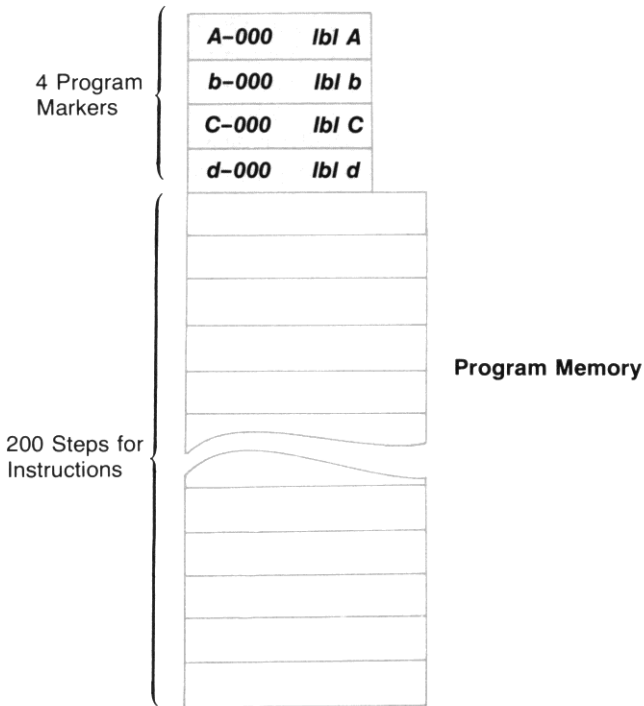 A–000 lbl A
4 Program
Markers
b–000 lbl b
C–000 lbl C
d–000 lbl d
Program Memory
200 Steps for
Instructions